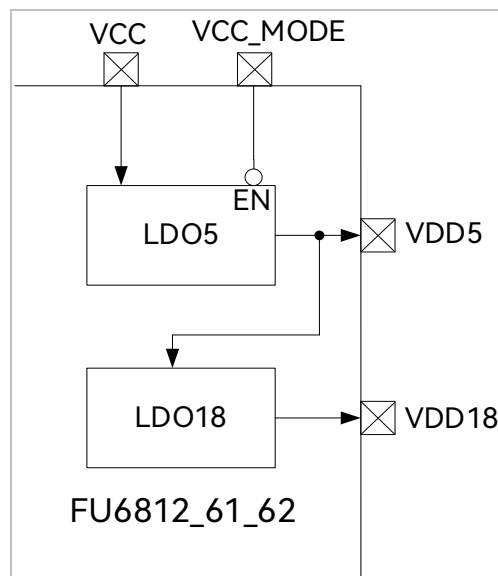 VCC VCC_MODE
EN
LDO5
VDD5
LDO18
VDD18
FU6812_61_62